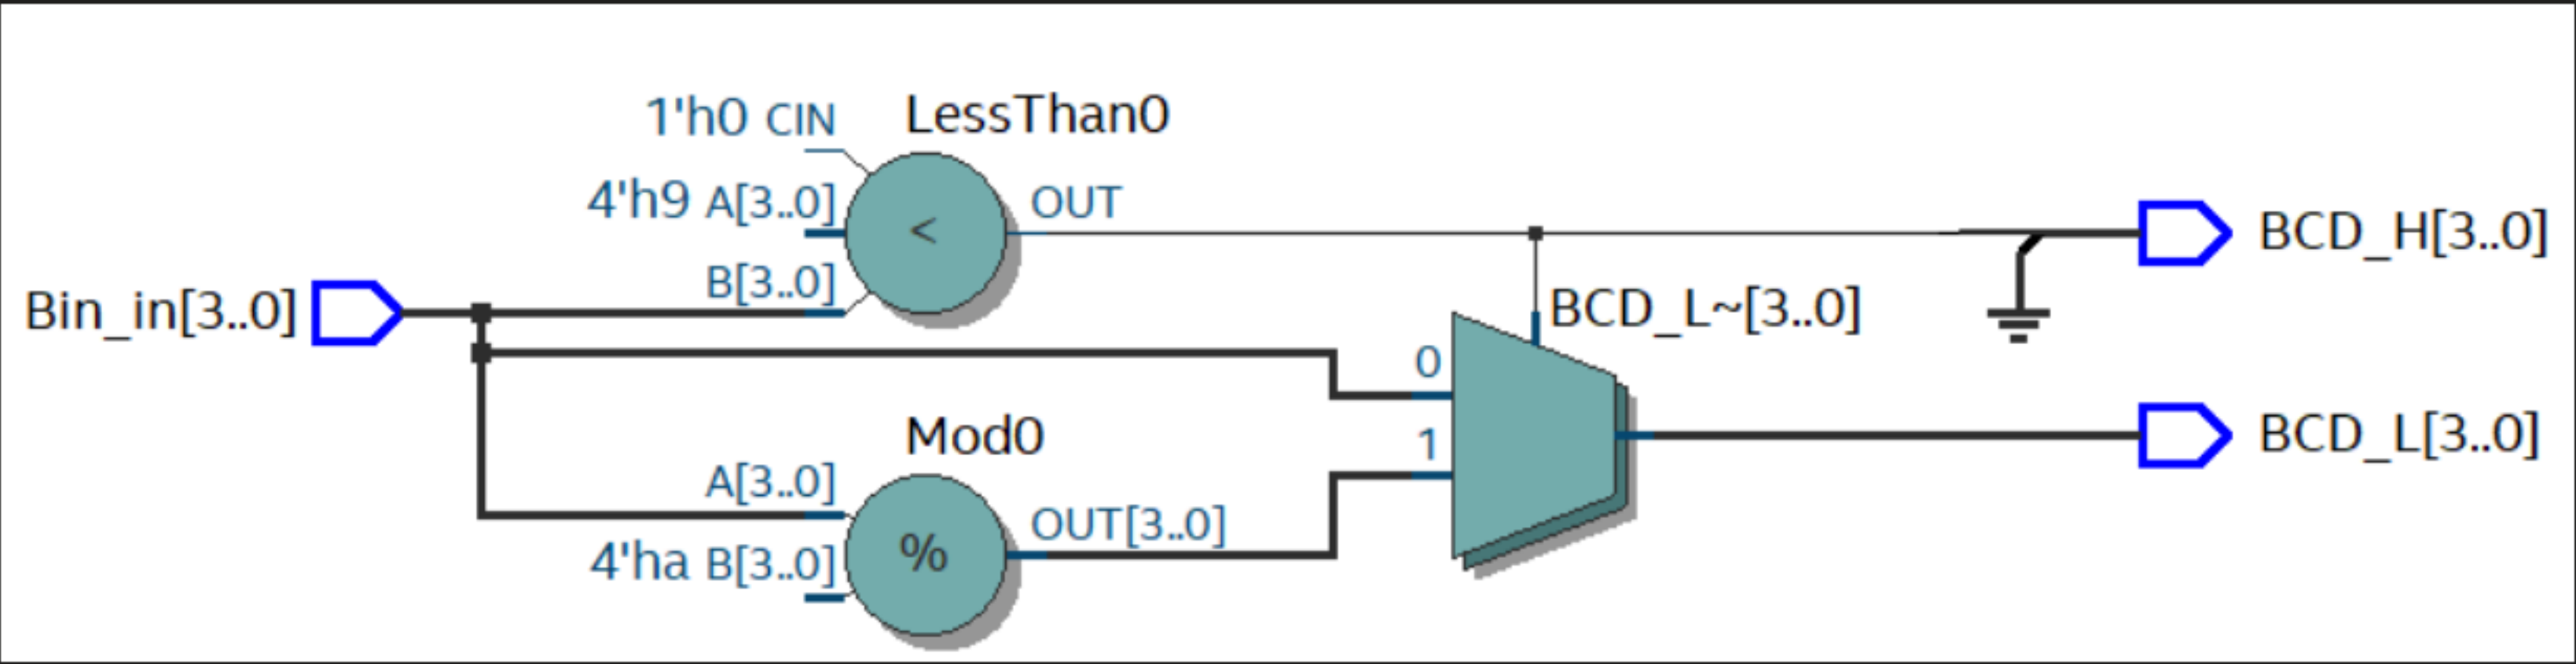 1'h0 CIN
LessThan0
4'h9 A[3..0]
<
OUT
BCD_H[3..0]
B[3..0]
Bin_in[3..0]
BCD_L~[3..0]
0
Mod0
1
BCD_L[3..0]
A[3..0]
OUT[3..0]
4'ha B[3..0]
%